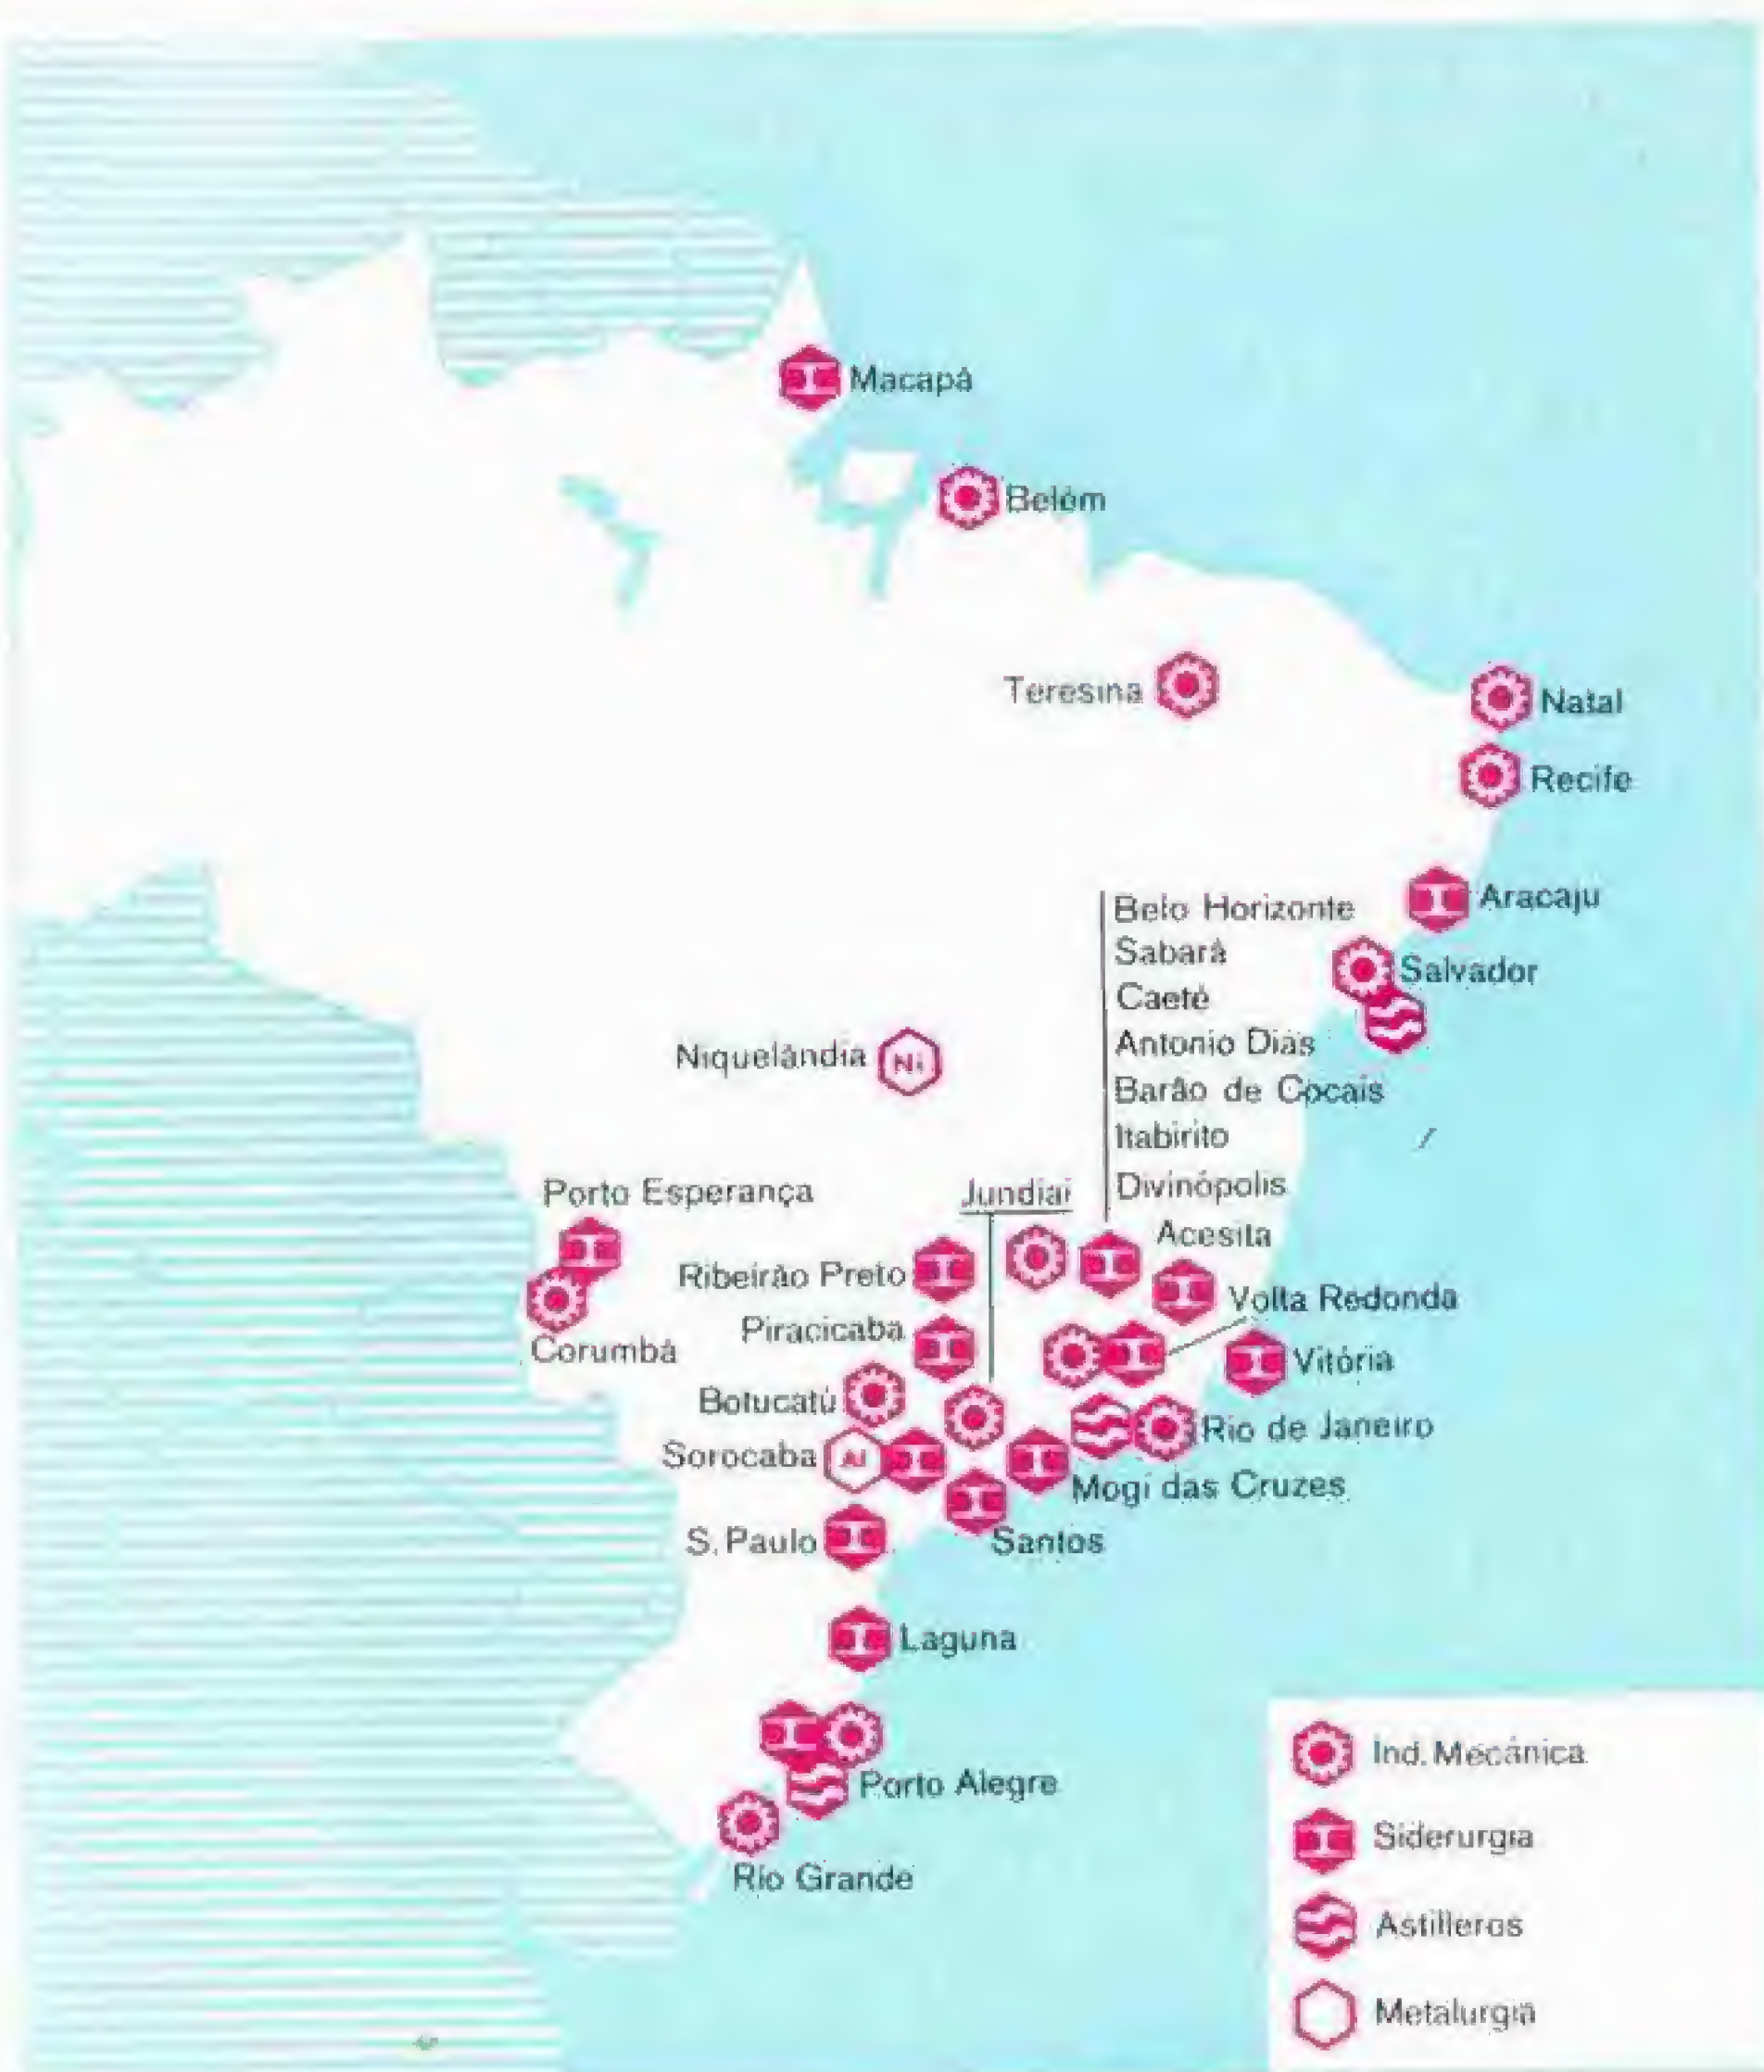 Macapá
Belém
Teresina
Natal
Recife
Aracaju
Salvador
Belo Horizonte
Sabará
Caeté
Antonio Dias
Barão de Cocais
Itabirito
Divinópolis
Niquelândia
Ni
Porto Esperança
Jundiai
Acesita
Ribeirão Preto
Volta Redonda
Piracicaba
Corumbá
Vitória
Botucatú
Rio de Janeiro
Sorocaba
Al
Mogi das Cruzes
S. Paulo
Santos
Laguna
Porto Alegre
Rio Grande
Ind. Mecánica
Siderurgia
Astilleros
Metalurgia